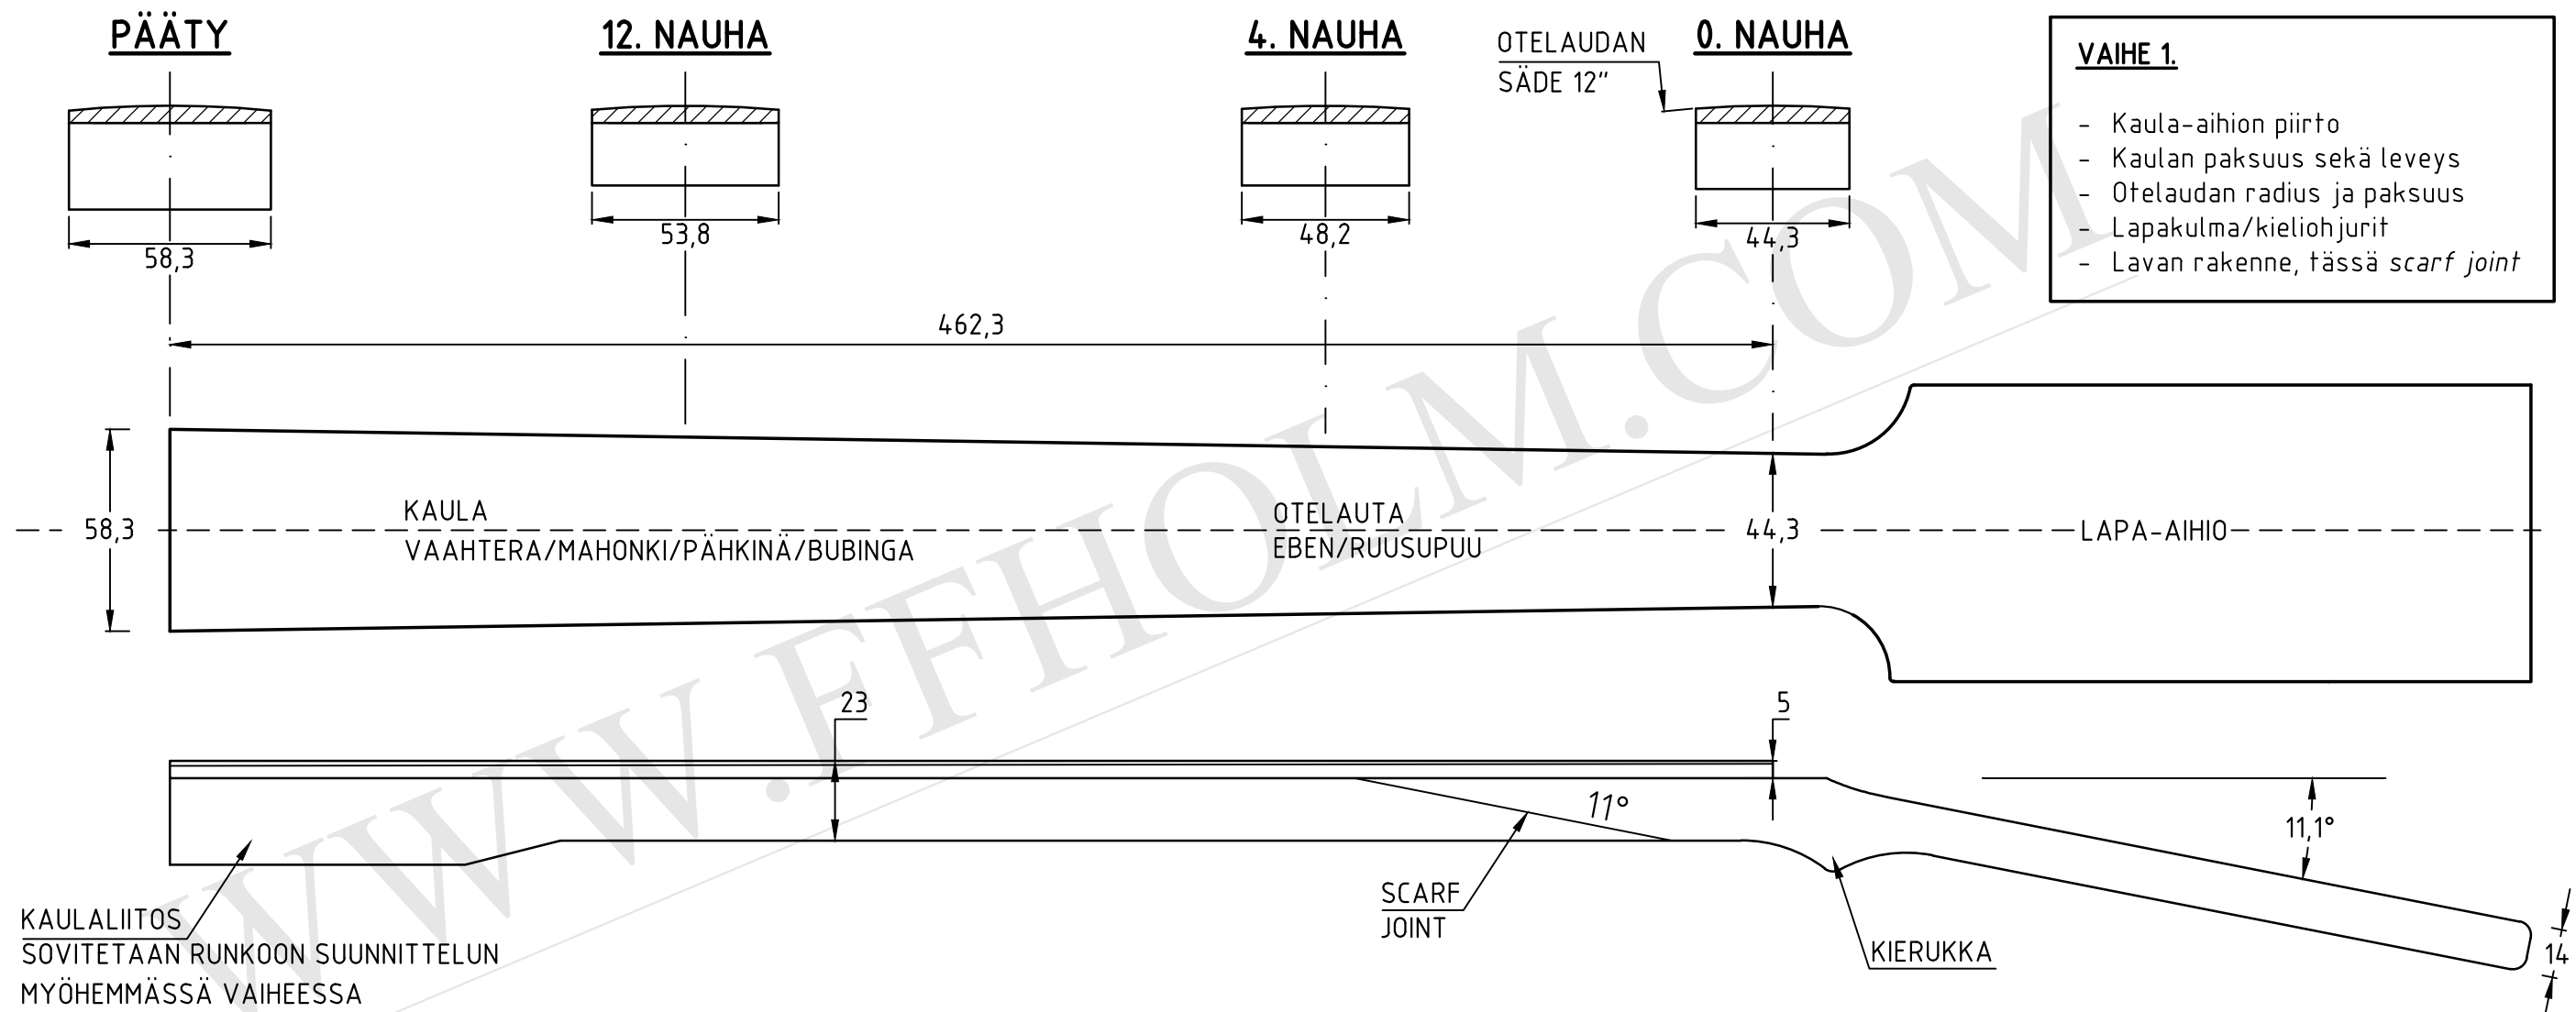 PÄÄTY
12. NAUHA
4. NAUHA
0. NAUHA
OTELAUDAN
SÄDE 12"
58,3
53,8
48,2
44,3
VAIHE 1.
- Kaula-aihion piirto
- Kaulan paksuus sekä leveys
- Otelaudan radius ja paksuus
- Lapakulma/kieliohjurit
- Lavan rakenne, tässä scarf joint
462,3
58,3
KAULA
VAAHTERA/MAHONKI/PÄHKINÄ/BUBINGA
OTELAUTA
EBEN/RUUSUPUU
44,3
LAPA-AIHIO
23
5
11°
11,1°
14
KAULALIITOS
SOVITETAAN RUNKOON SUUNNITTELUN
MYÖHEMMÄSSÄ VAIHEESSA
SCARF
JOINT
KIERUKKA
WWW.FFHOLM.COM